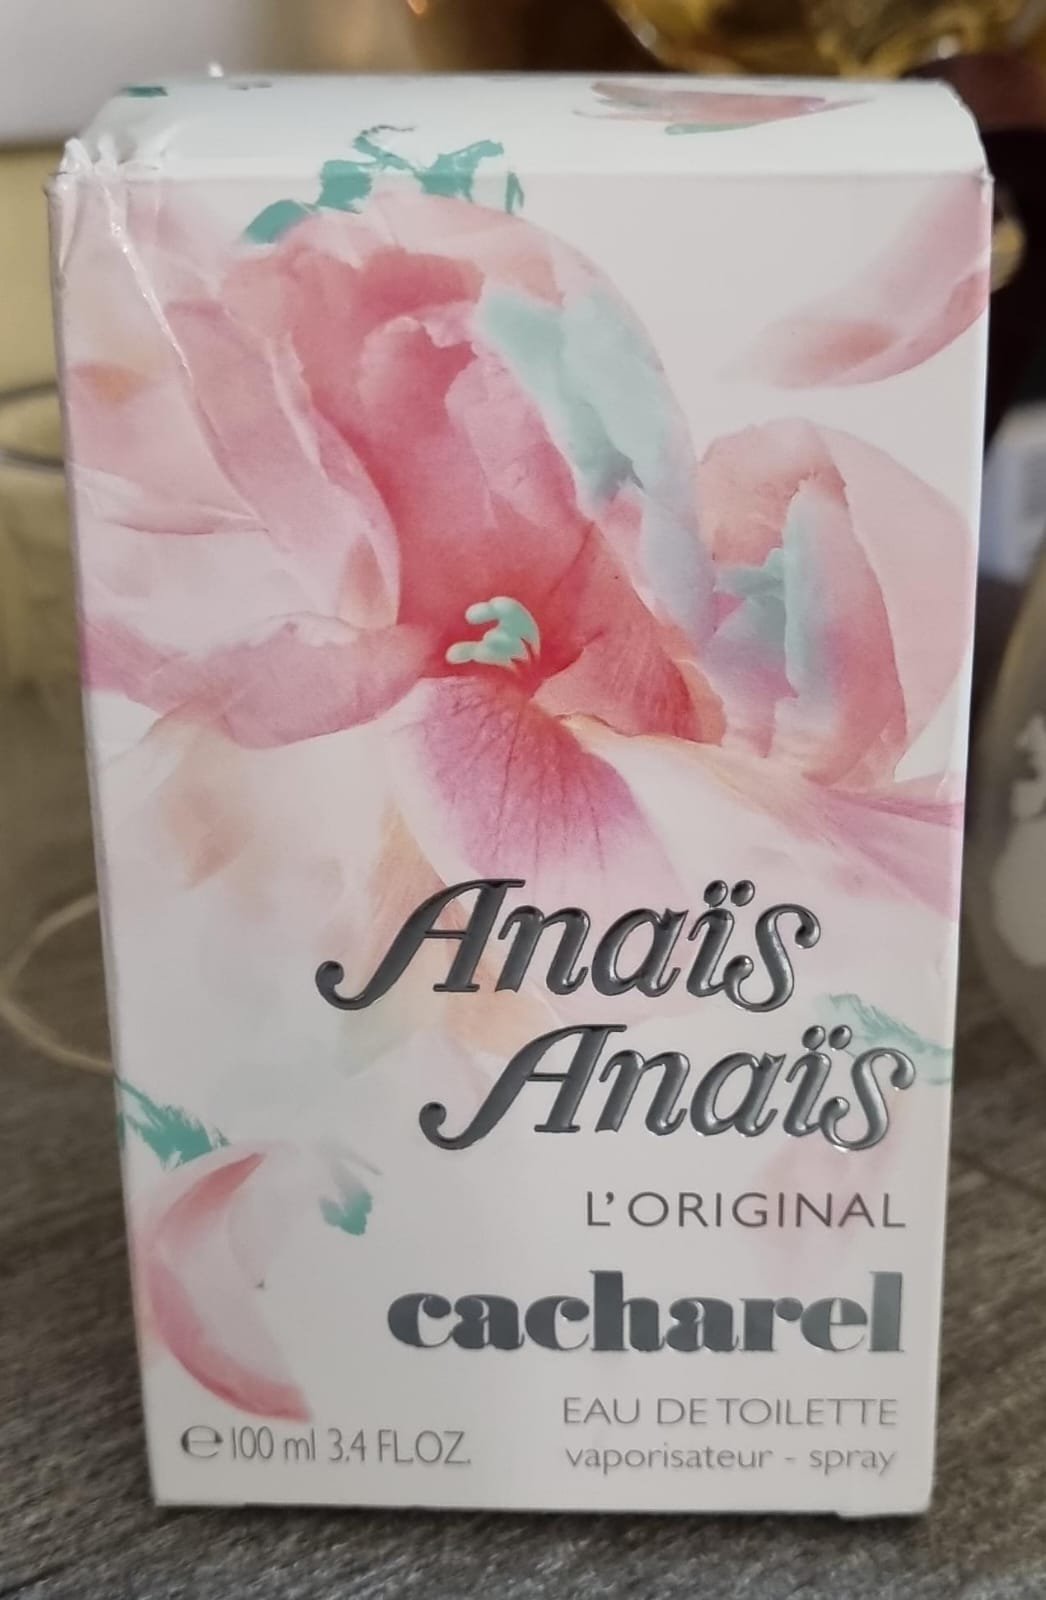 Anaïs
Anaïs
L'ORIGINAL
cacharel
EAU DE TOILETTE
vaporisateur - spray
℮ 100 ml 3.4 FL.OZ.